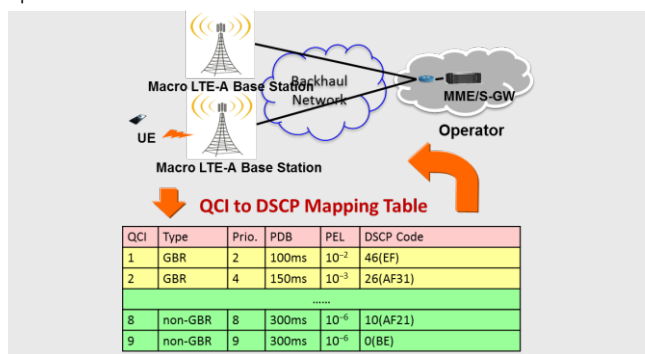 Backhaul
Network
Macro LTE-A Base Station
MME/S-GW
Operator
UE
Macro LTE-A Base Station
QCI to DSCP Mapping Table
QCI Type Prio. PDB PEL DSCP Code
1 GBR 2 100ms 10⁻² 46(EF)
2 GBR 4 150ms 10⁻³ 26(AF31)
......
8 non-GBR 8 300ms 10⁻⁶ 10(AF21)
9 non-GBR 9 300ms 10⁻⁶ 0(BE)